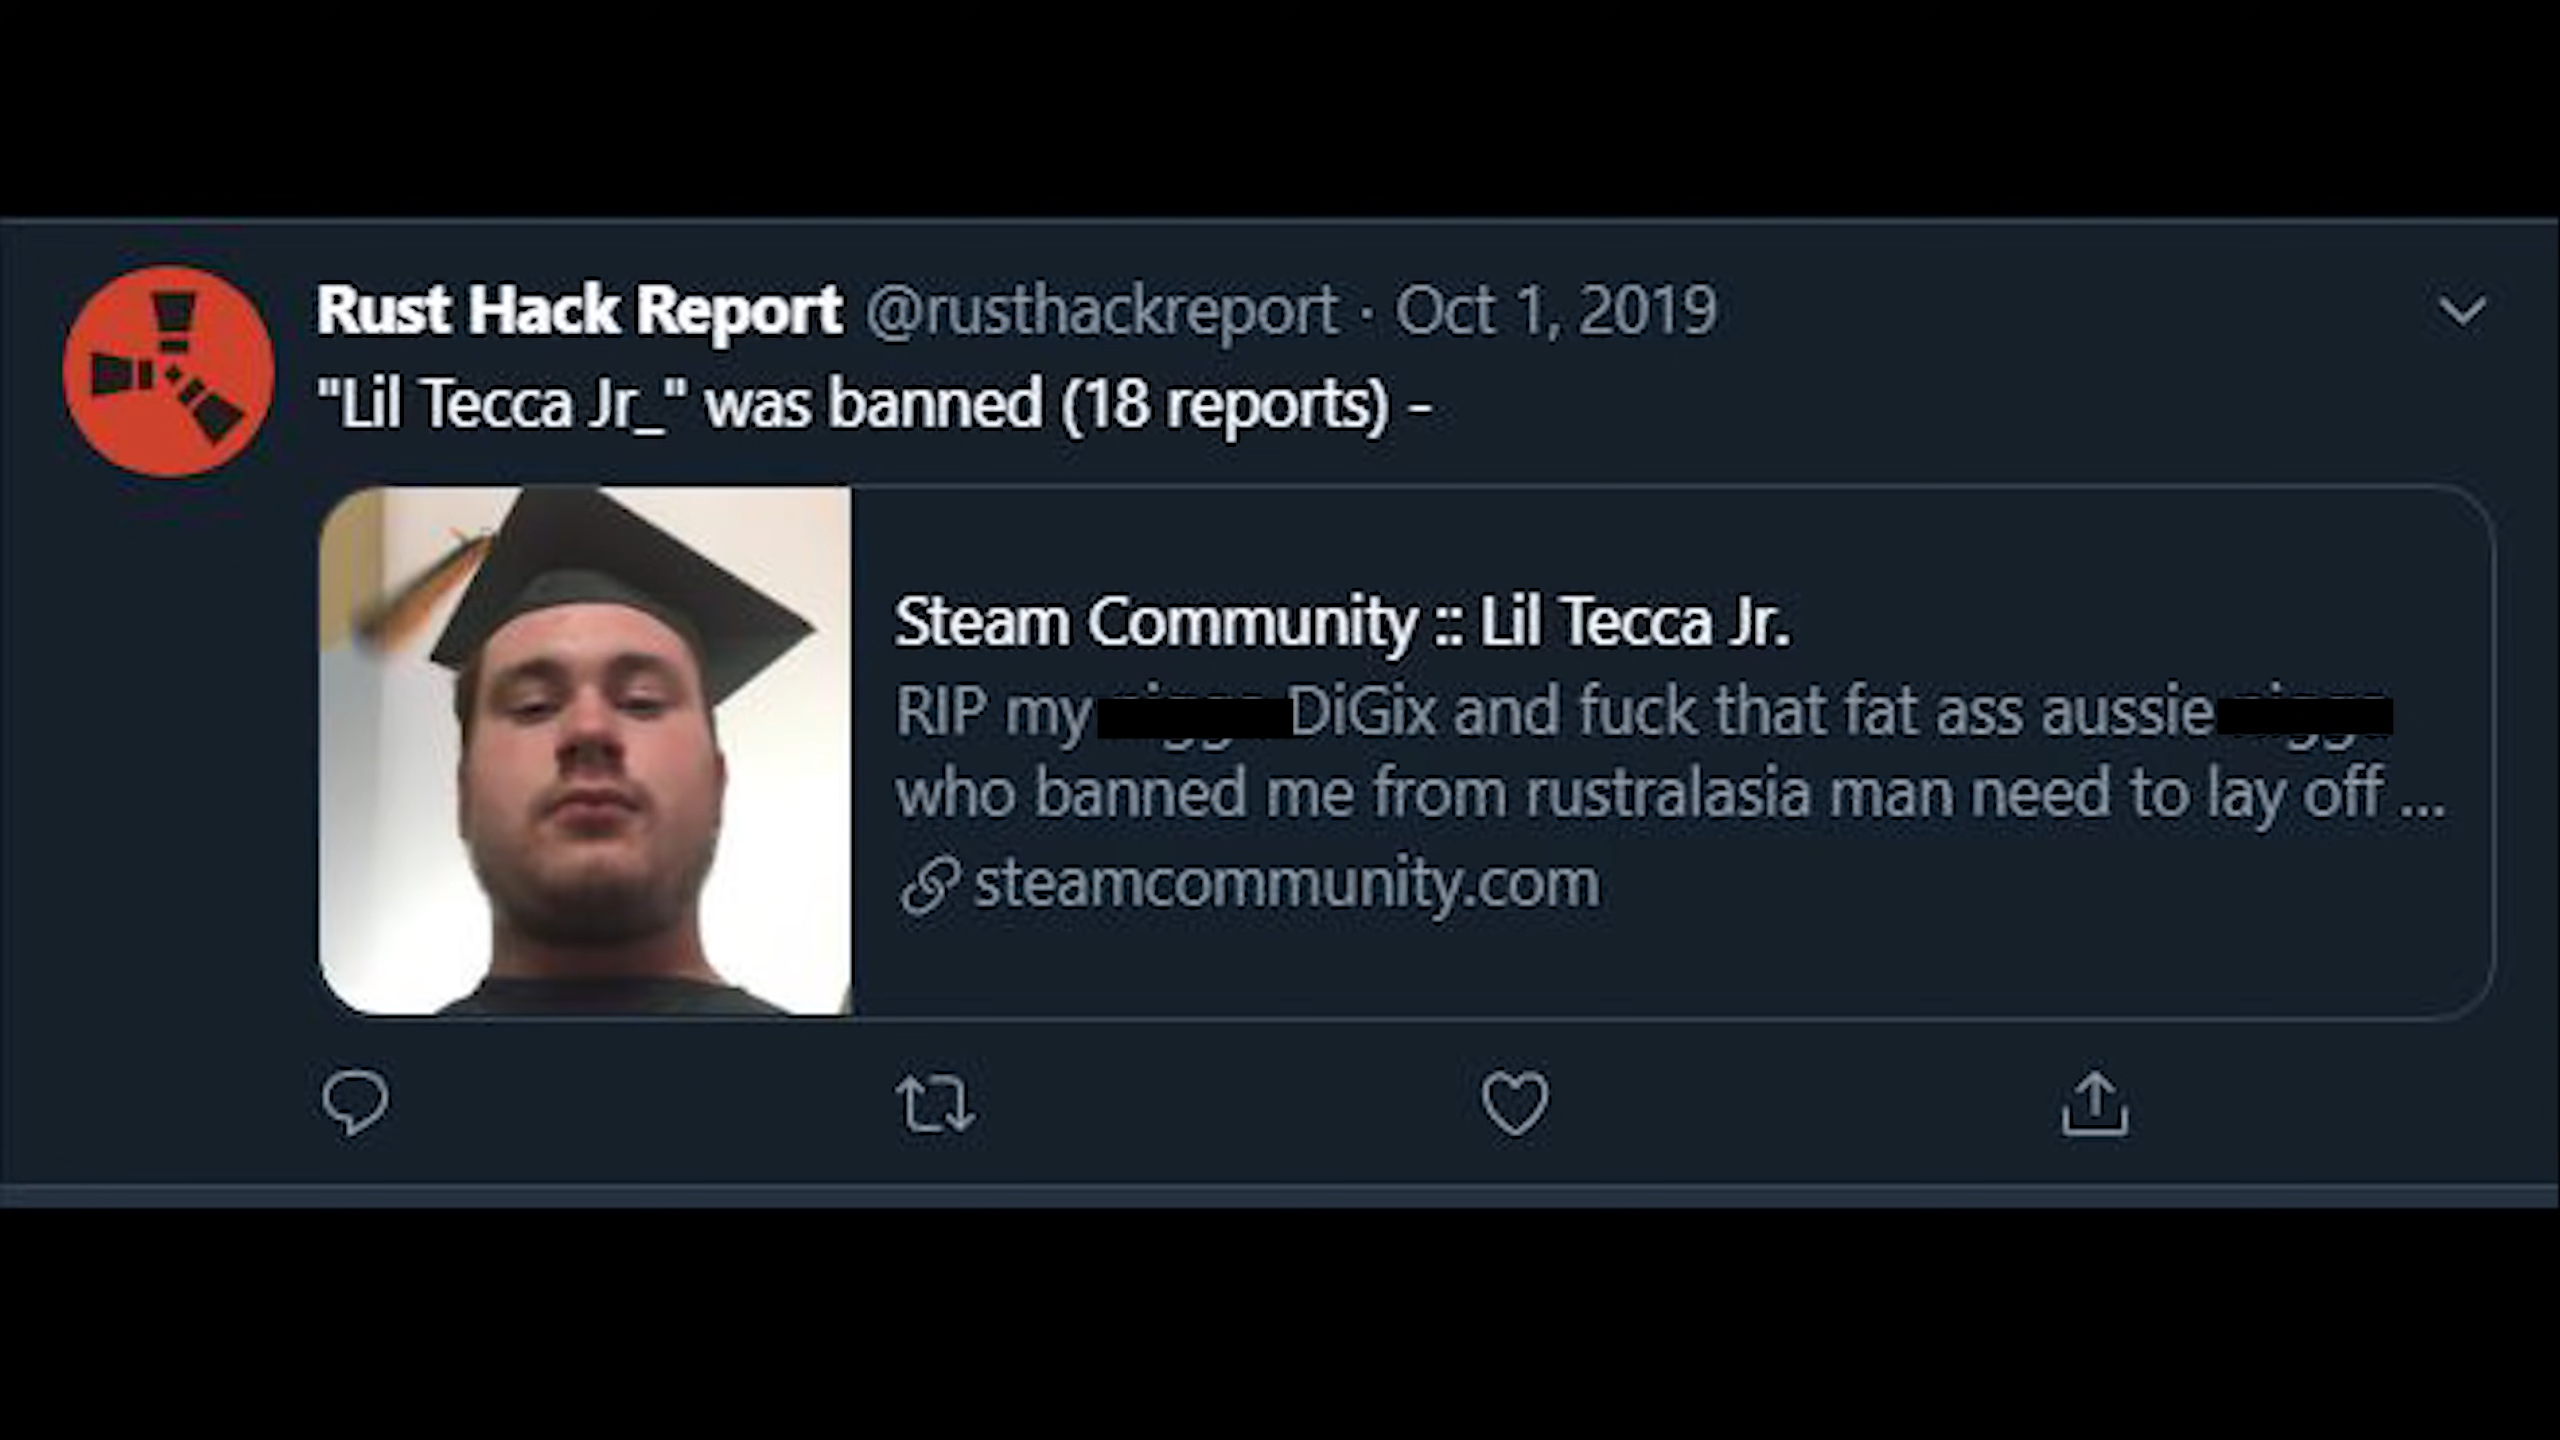 Rust Hack Report @rusthackreport · Oct 1, 2019
"Lil Tecca Jr_" was banned (18 reports) -
Steam Community :: Lil Tecca Jr.
RIP my DiGix and fuck that fat ass aussie
who banned me from rustralasia man need to lay off ...
steamcommunity.com